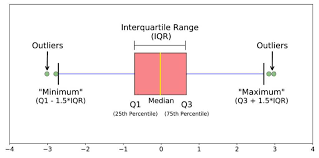 Interquartile Range
(IQR)
Outliers
Outliers
"Minimum"
(Q1 - 1.5*IQR)
"Maximum"
(Q3 + 1.5*IQR)
Q1
Median
Q3
(25th Percentile)
(75th Percentile)
−4
−3
−2
−1
0
1
2
3
4